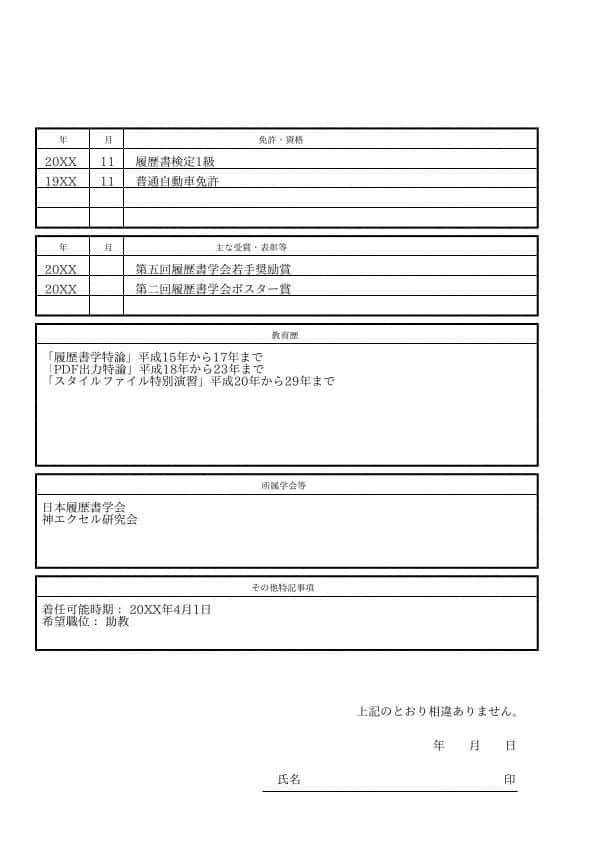 年 月 免許・資格
20XX 11 履歴書検定1級
19XX 11 普通自動車免許
年 月 主な受賞・表彰等
20XX 第五回履歴書学会若手奨励賞
20XX 第二回履歴書学会ポスター賞
教育歴
「履歴書学特論」平成15年から17年まで
「PDF出力特論」平成18年から23年まで
「スタイルファイル特別演習」平成20年から29年まで
所属学会等
日本履歴書学会
神エクセル研究会
その他特記事項
着任可能時期： 20XX年4月1日
希望職位： 助教
上記のとおり相違ありません。
年 月 日
氏名 印